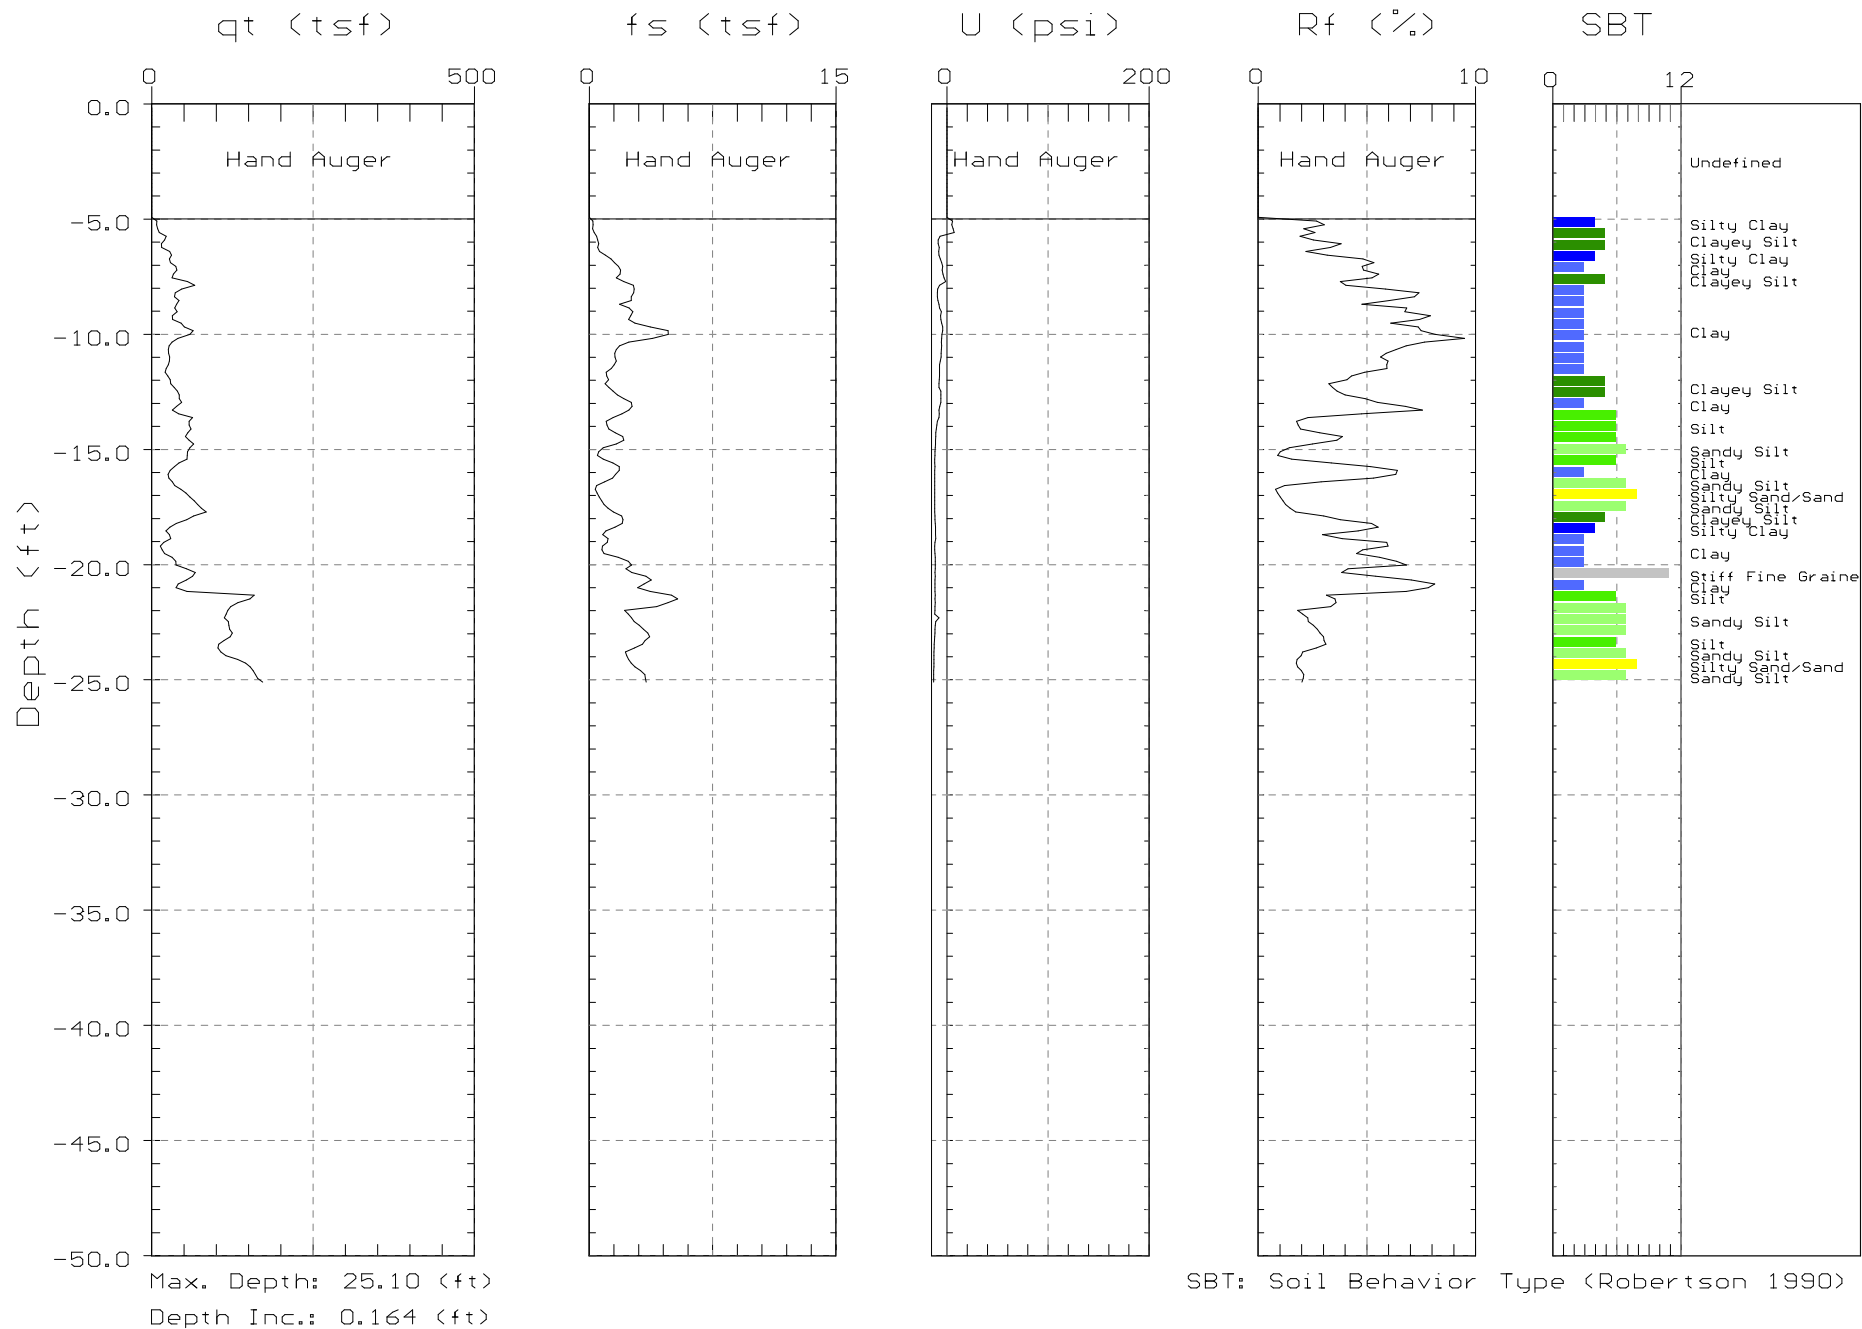 qt (tsf) fs (tsf) U (psi) Rf (%) SBT
0 500 0 15 0 200 0 10 0 12
0.0
Hand Auger Hand Auger Hand Auger Hand Auger Undefined
-5.0
Silty Clay
Clayey Silt
Silty Clay
Clay
Clayey Silt
-10.0 Clay
Clayey Silt
Clay
Silt
-15.0 Sandy Silt
Silt
Clay
Sandy Silt
Silty Sand/Sand
Sandy Silt
Clayey Silt
Silty Clay
Clay
-20.0
Stiff Fine Graine
Clay
Silt
Sandy Silt
Silt
Sandy Silt
Silty Sand/Sand
-25.0 Sandy Silt
Depth (ft)
-30.0
-35.0
-40.0
-45.0
-50.0
Max. Depth: 25.10 (ft) SBT: Soil Behavior Type (Robertson 1990)
Depth Inc.: 0.164 (ft)